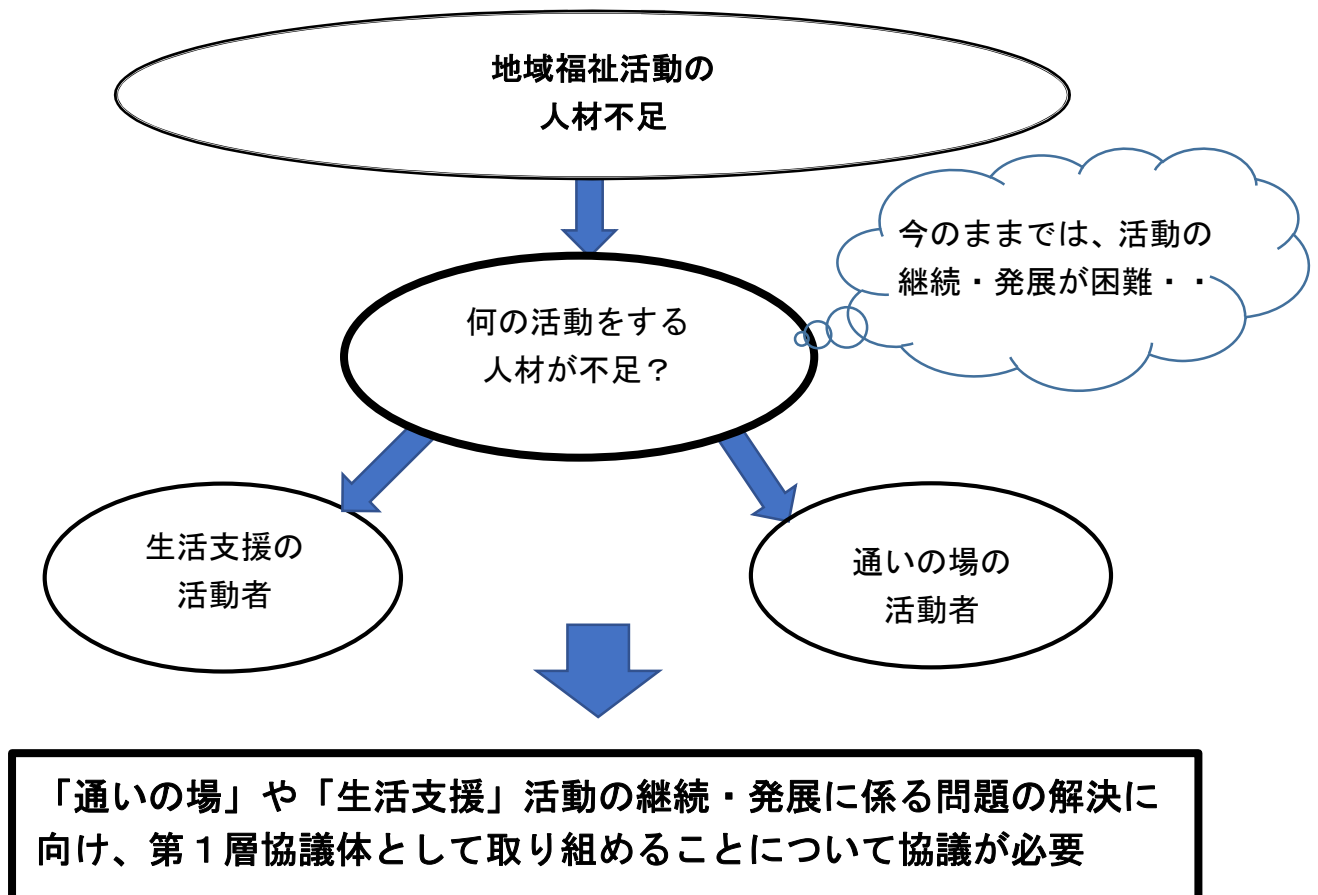 地域福祉活動の
人材不足
今のままでは、活動の
継続・発展が困難・・
何の活動をする
人材が不足？
生活支援の
活動者
通いの場の
活動者
「通いの場」や「生活支援」活動の継続・発展に係る問題の解決に
向け、第１層協議体として取り組めることについて協議が必要